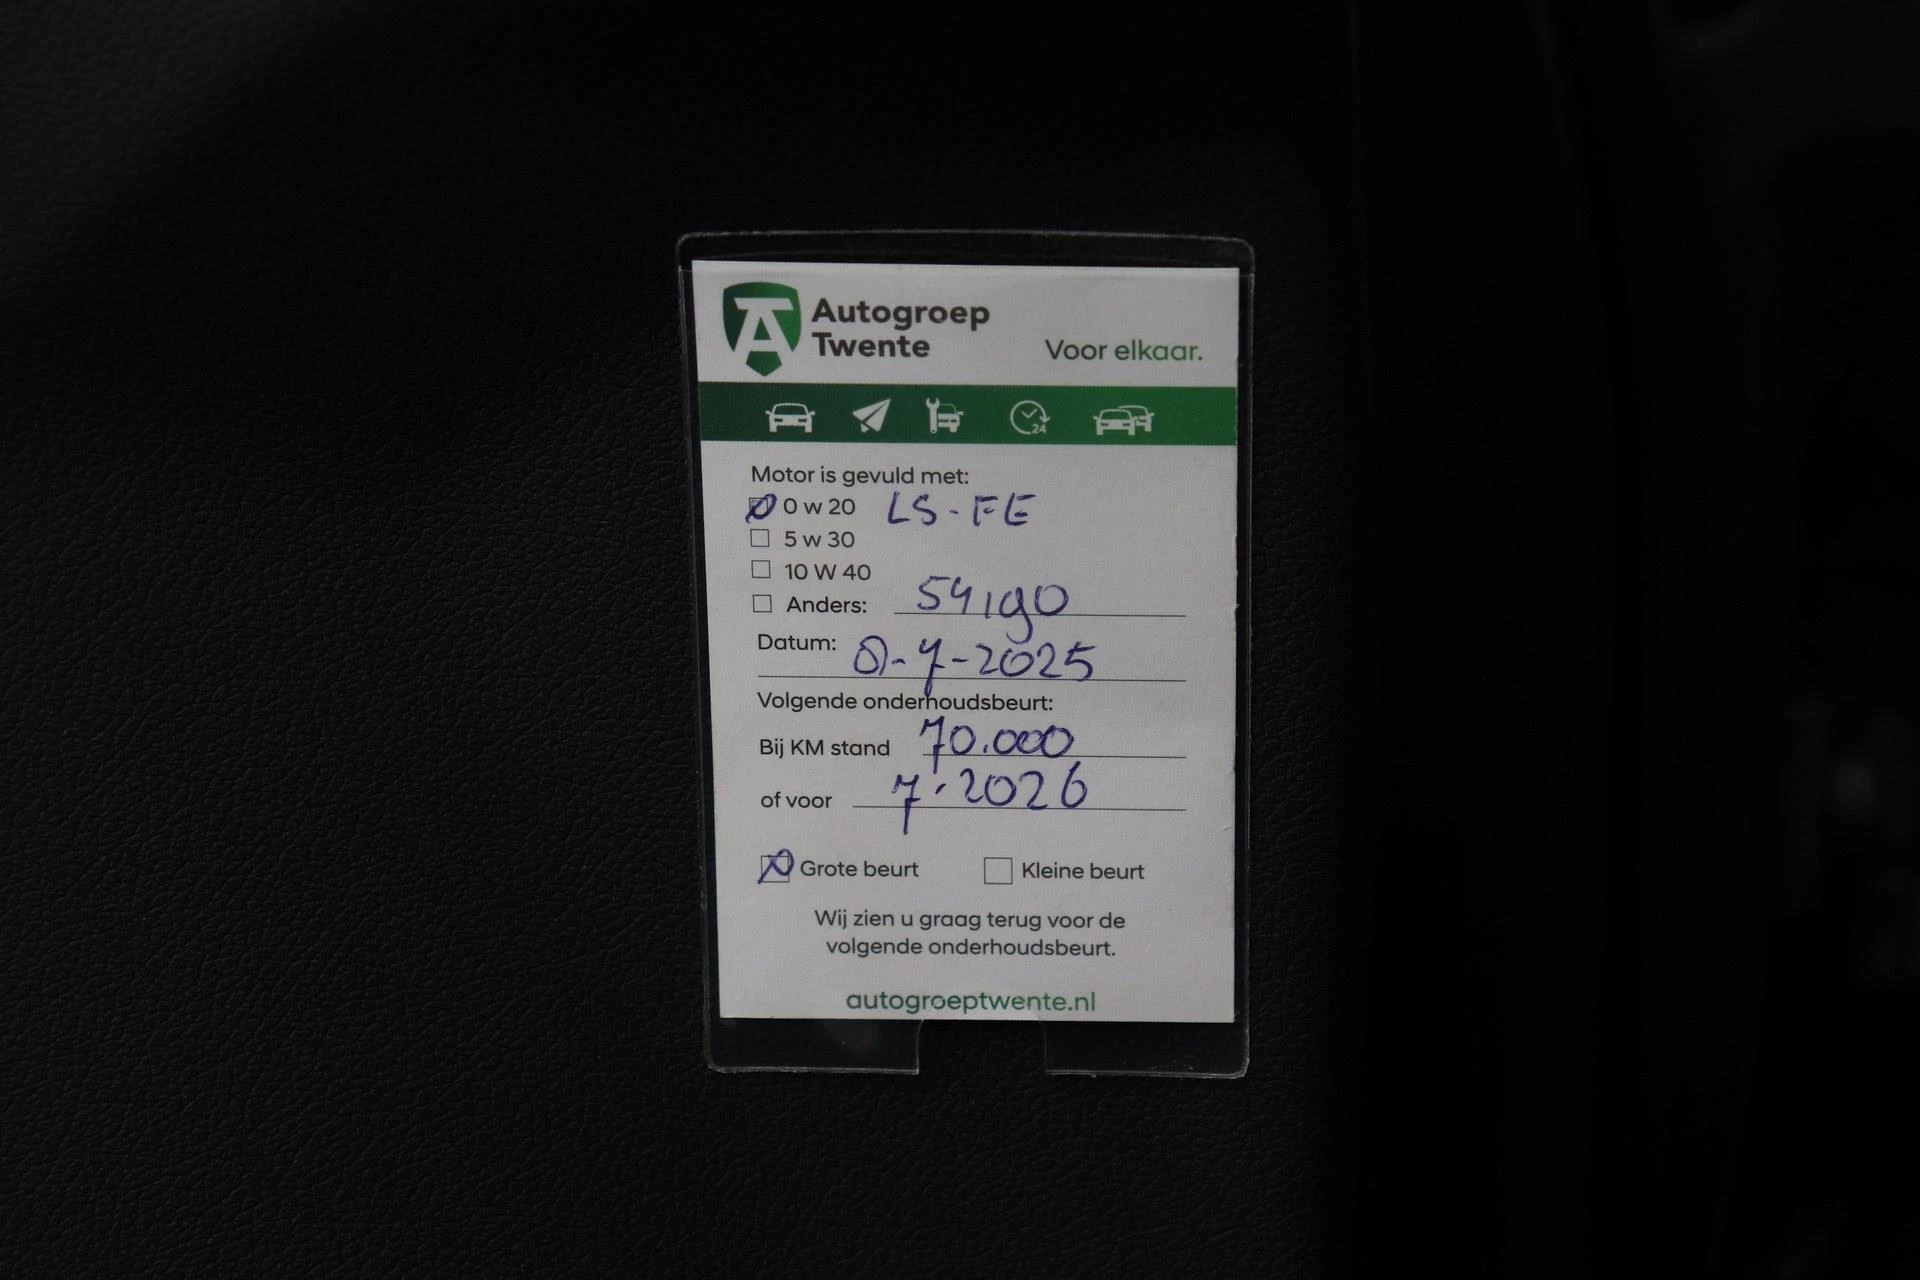 Autogroep
Twente
Voor elkaar.
24
Motor is gevuld met:
0 w 20 LS-FE
5 w 30
10 W 40
Anders: 54190
Datum: 8-7-2025
Volgende onderhoudsbeurt:
Bij KM stand 70.000
of voor 7-2026
Grote beurt Kleine beurt
Wij zien u graag terug voor de
volgende onderhoudsbeurt.
autogroeptwente.nl